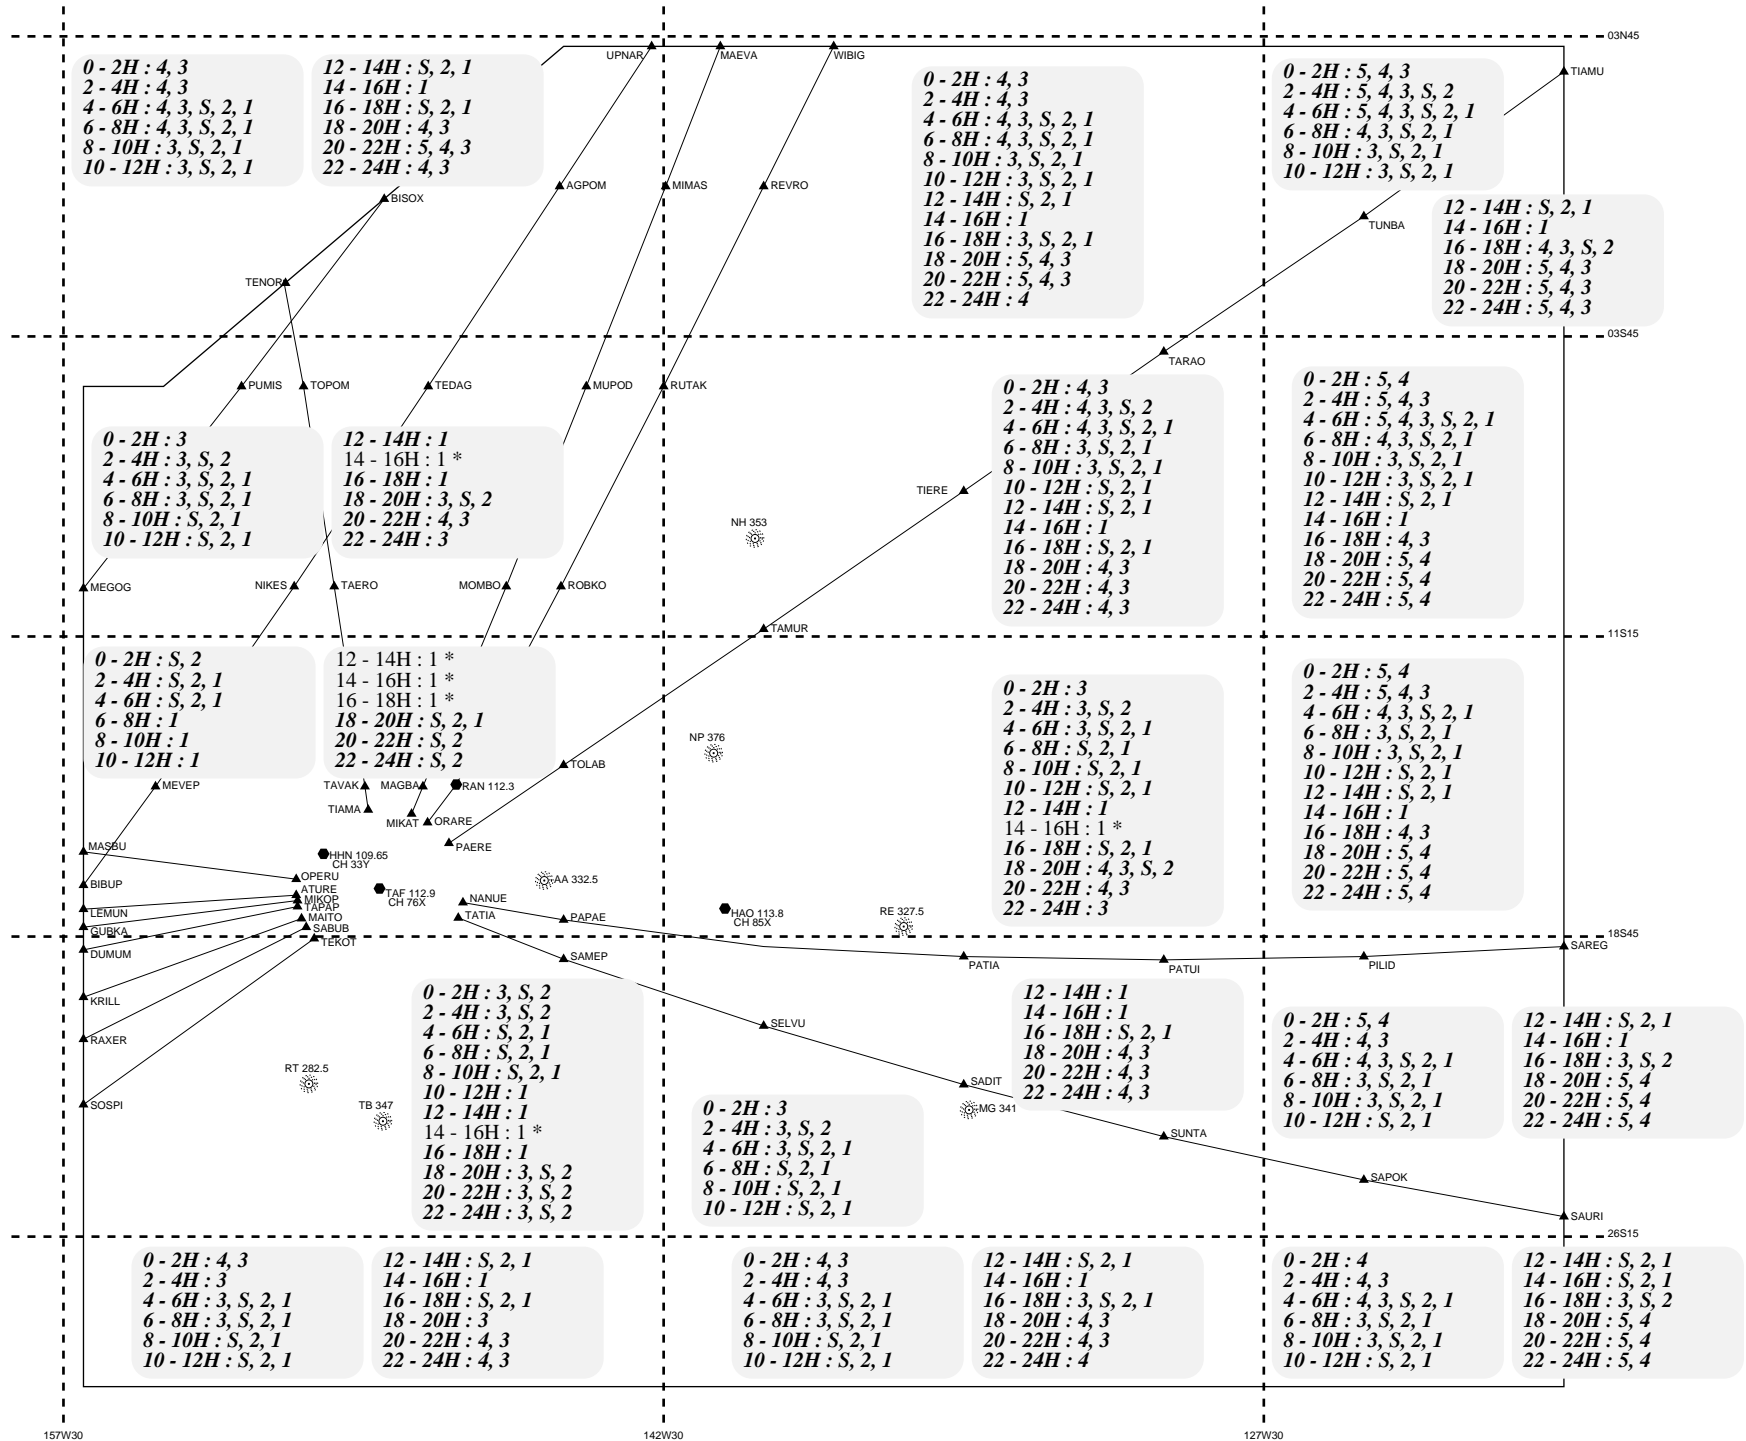 03N45
UPNAR
MAEVA
WIBIG
TIAMU
0 - 2H : 4, 3
2 - 4H : 4, 3
4 - 6H : 4, 3, S, 2, 1
6 - 8H : 4, 3, S, 2, 1
8 - 10H : 3, S, 2, 1
10 - 12H : 3, S, 2, 1
12 - 14H : S, 2, 1
14 - 16H : 1
16 - 18H : S, 2, 1
18 - 20H : 4, 3
20 - 22H : 5, 4, 3
22 - 24H : 4, 3
0 - 2H : 4, 3
2 - 4H : 4, 3
4 - 6H : 4, 3, S, 2, 1
6 - 8H : 4, 3, S, 2, 1
8 - 10H : 3, S, 2, 1
10 - 12H : 3, S, 2, 1
12 - 14H : S, 2, 1
14 - 16H : 1
16 - 18H : 3, S, 2, 1
18 - 20H : 5, 4, 3
20 - 22H : 5, 4, 3
22 - 24H : 4
0 - 2H : 5, 4, 3
2 - 4H : 5, 4, 3, S, 2
4 - 6H : 5, 4, 3, S, 2, 1
6 - 8H : 4, 3, S, 2, 1
8 - 10H : 3, S, 2, 1
10 - 12H : 3, S, 2, 1
12 - 14H : S, 2, 1
14 - 16H : 1
16 - 18H : 4, 3, S, 2
18 - 20H : 5, 4, 3
20 - 22H : 5, 4, 3
22 - 24H : 5, 4, 3
BISOX
AGPOM
MIMAS
REVRO
TUNBA
TENOR
03S45
TARAO
PUMIS
TOPOM
TEDAG
MUPOD
RUTAK
0 - 2H : 3
2 - 4H : 3, S, 2
4 - 6H : 3, S, 2, 1
6 - 8H : 3, S, 2, 1
8 - 10H : S, 2, 1
10 - 12H : S, 2, 1
12 - 14H : 1
14 - 16H : 1 *
16 - 18H : 1
18 - 20H : 3, S, 2
20 - 22H : 4, 3
22 - 24H : 3
0 - 2H : 4, 3
2 - 4H : 4, 3, S, 2
4 - 6H : 4, 3, S, 2, 1
6 - 8H : 3, S, 2, 1
8 - 10H : 3, S, 2, 1
10 - 12H : S, 2, 1
12 - 14H : S, 2, 1
14 - 16H : 1
16 - 18H : S, 2, 1
18 - 20H : 4, 3
20 - 22H : 4, 3
22 - 24H : 4, 3
0 - 2H : 5, 4
2 - 4H : 5, 4, 3
4 - 6H : 5, 4, 3, S, 2, 1
6 - 8H : 4, 3, S, 2, 1
8 - 10H : 3, S, 2, 1
10 - 12H : 3, S, 2, 1
12 - 14H : S, 2, 1
14 - 16H : 1
16 - 18H : 4, 3
18 - 20H : 5, 4
20 - 22H : 5, 4
22 - 24H : 5, 4
TIERE
NH 353
MEGOG
NIKES
TAERO
MOMBO
ROBKO
TAMUR
11S15
0 - 2H : S, 2
2 - 4H : S, 2, 1
4 - 6H : S, 2, 1
6 - 8H : 1
8 - 10H : 1
10 - 12H : 1
12 - 14H : 1 *
14 - 16H : 1 *
16 - 18H : 1 *
18 - 20H : S, 2, 1
20 - 22H : S, 2
22 - 24H : S, 2
0 - 2H : 3
2 - 4H : 3, S, 2
4 - 6H : 3, S, 2, 1
6 - 8H : S, 2, 1
8 - 10H : S, 2, 1
10 - 12H : S, 2, 1
12 - 14H : 1
14 - 16H : 1 *
16 - 18H : S, 2, 1
18 - 20H : 4, 3, S, 2
20 - 22H : 4, 3
22 - 24H : 3
0 - 2H : 5, 4
2 - 4H : 5, 4, 3
4 - 6H : 4, 3, S, 2, 1
6 - 8H : 3, S, 2, 1
8 - 10H : 3, S, 2, 1
10 - 12H : S, 2, 1
12 - 14H : S, 2, 1
14 - 16H : 1
16 - 18H : 4, 3
18 - 20H : 5, 4
20 - 22H : 5, 4
22 - 24H : 5, 4
NP 376
TOLAB
MEVEP
TAVAK
MAGBA
RAN 112.3
TIAMA
MIKAT
ORARE
PAERE
MASBU
HHN 109.65
CH 33Y
OPERU
BIBUP
ATURE
MIKOP
TAPAP
MAITO
SABUB
TEKOT
TAF 112.9
CH 76X
AA 332.5
NANUE
TATIA
PAPAE
HAO 113.8
CH 85X
RE 327.5
LEMUN
GUBKA
DUMUM
18S45
SAREG
SAMEP
PATIA
PATUI
PILID
KRILL
RAXER
SOSPI
SELVU
SADIT
MG 341
SUNTA
SAPOK
SAURI
RT 282.5
TB 347
0 - 2H : 3, S, 2
2 - 4H : 3, S, 2
4 - 6H : S, 2, 1
6 - 8H : S, 2, 1
8 - 10H : S, 2, 1
10 - 12H : 1
12 - 14H : 1
14 - 16H : 1 *
16 - 18H : 1
18 - 20H : 3, S, 2
20 - 22H : 3, S, 2
22 - 24H : 3, S, 2
0 - 2H : 3
2 - 4H : 3, S, 2
4 - 6H : 3, S, 2, 1
6 - 8H : S, 2, 1
8 - 10H : S, 2, 1
10 - 12H : S, 2, 1
12 - 14H : 1
14 - 16H : 1
16 - 18H : S, 2, 1
18 - 20H : 4, 3
20 - 22H : 4, 3
22 - 24H : 4, 3
0 - 2H : 5, 4
2 - 4H : 4, 3
4 - 6H : 4, 3, S, 2, 1
6 - 8H : 3, S, 2, 1
8 - 10H : 3, S, 2, 1
10 - 12H : S, 2, 1
12 - 14H : S, 2, 1
14 - 16H : 1
16 - 18H : 3, S, 2
18 - 20H : 5, 4
20 - 22H : 5, 4
22 - 24H : 5, 4
26S15
0 - 2H : 4, 3
2 - 4H : 3
4 - 6H : 3, S, 2, 1
6 - 8H : 3, S, 2, 1
8 - 10H : S, 2, 1
10 - 12H : S, 2, 1
12 - 14H : S, 2, 1
14 - 16H : 1
16 - 18H : S, 2, 1
18 - 20H : 3
20 - 22H : 4, 3
22 - 24H : 4, 3
0 - 2H : 4, 3
2 - 4H : 4, 3
4 - 6H : 3, S, 2, 1
6 - 8H : 3, S, 2, 1
8 - 10H : S, 2, 1
10 - 12H : S, 2, 1
12 - 14H : S, 2, 1
14 - 16H : 1
16 - 18H : 3, S, 2, 1
18 - 20H : 4, 3
20 - 22H : 4, 3
22 - 24H : 4
0 - 2H : 4
2 - 4H : 4, 3
4 - 6H : 4, 3, S, 2, 1
6 - 8H : 3, S, 2, 1
8 - 10H : 3, S, 2, 1
10 - 12H : S, 2, 1
12 - 14H : S, 2, 1
14 - 16H : S, 2, 1
16 - 18H : 3, S, 2
18 - 20H : 5, 4
20 - 22H : 5, 4
22 - 24H : 5, 4
157W30
142W30
127W30